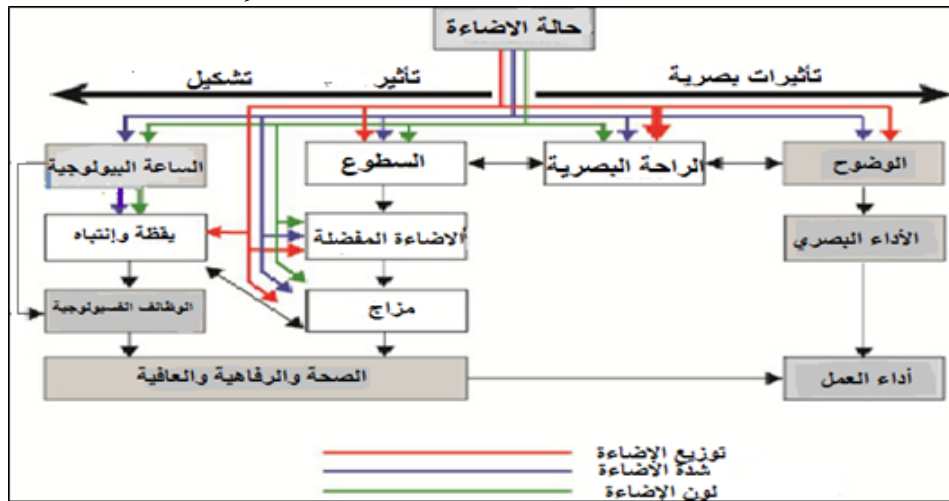 حالة الاضاءة
تأثيرات بصرية
تأثير
تشكيل
الوضوح
الراحة البصرية
السطوع
الساعة البيولوجية
الأداء البصري
الاضاءة المفضلة
يقظة وإنتباه
مزاج
الوظائف الفسيولوجية
أداء العمل
الصحة والرفاهية والعافية
توزيع الإضاءة
شدة الاضاءة
لون الإضاءة